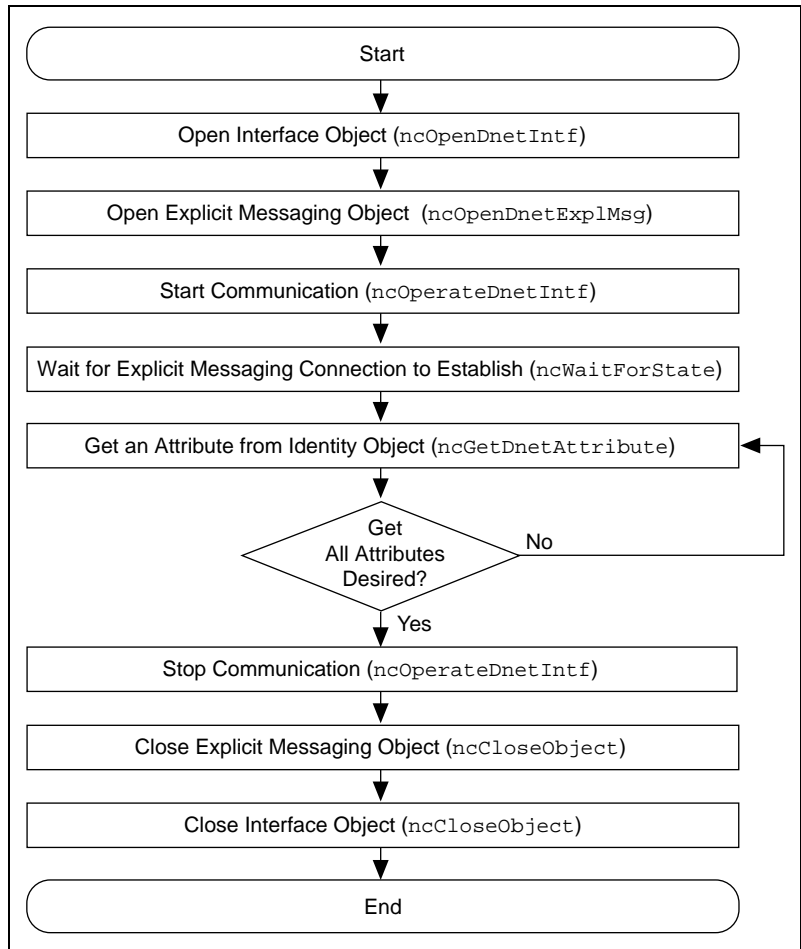 Start
Open Interface Object (ncOpenDnetIntf)
Open Explicit Messaging Object (ncOpenDnetExplMsg)
Start Communication (ncOperateDnetIntf)
Wait for Explicit Messaging Connection to Establish (ncWaitForState)
Get an Attribute from Identity Object (ncGetDnetAttribute)
Get
All Attributes
Desired?
No
Yes
Stop Communication (ncOperateDnetIntf)
Close Explicit Messaging Object (ncCloseObject)
Close Interface Object (ncCloseObject)
End